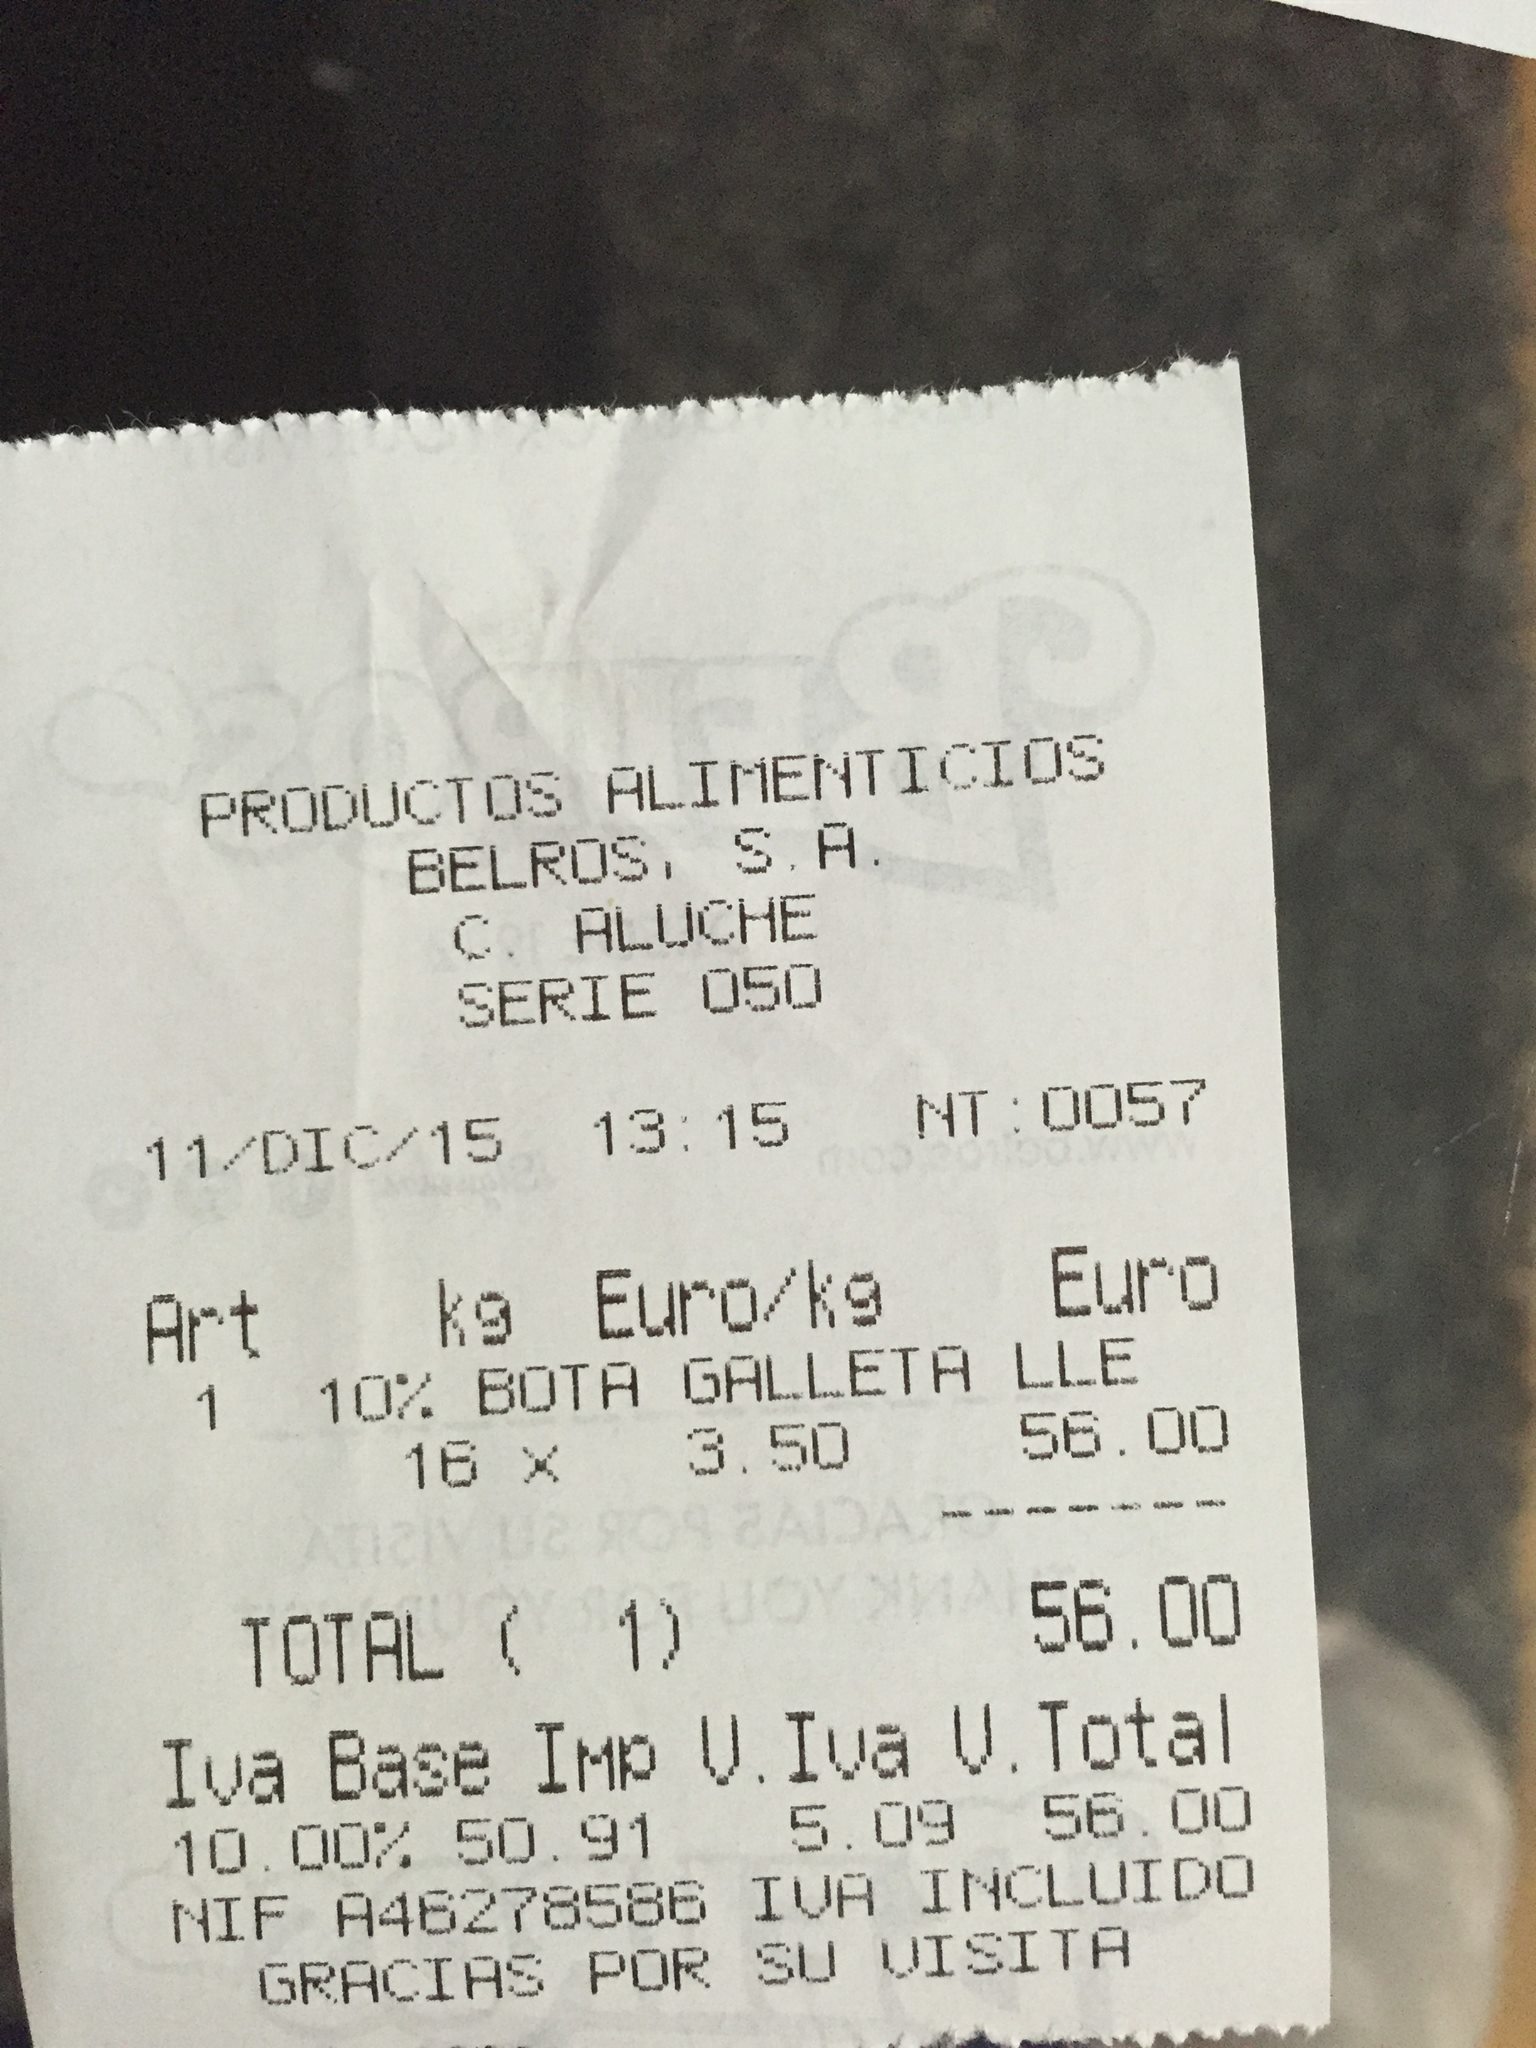 PRODUCTOS ALIMENTICIOS
BELROS, S.A.
C. ALUCHE
SERIE 050
11/DIC/15 13:15 NT:0057
Art kg Euro/kg Euro
1 10% BOTA GALLETA LLE
16 x 3.50 56.00
-------
TOTAL ( 1) 56.00
Iva Base Imp V.Iva V.Total
10.00% 50.91 5.09 56.00
NIF A46278586 IVA INCLUIDO
GRACIAS POR SU VISITA